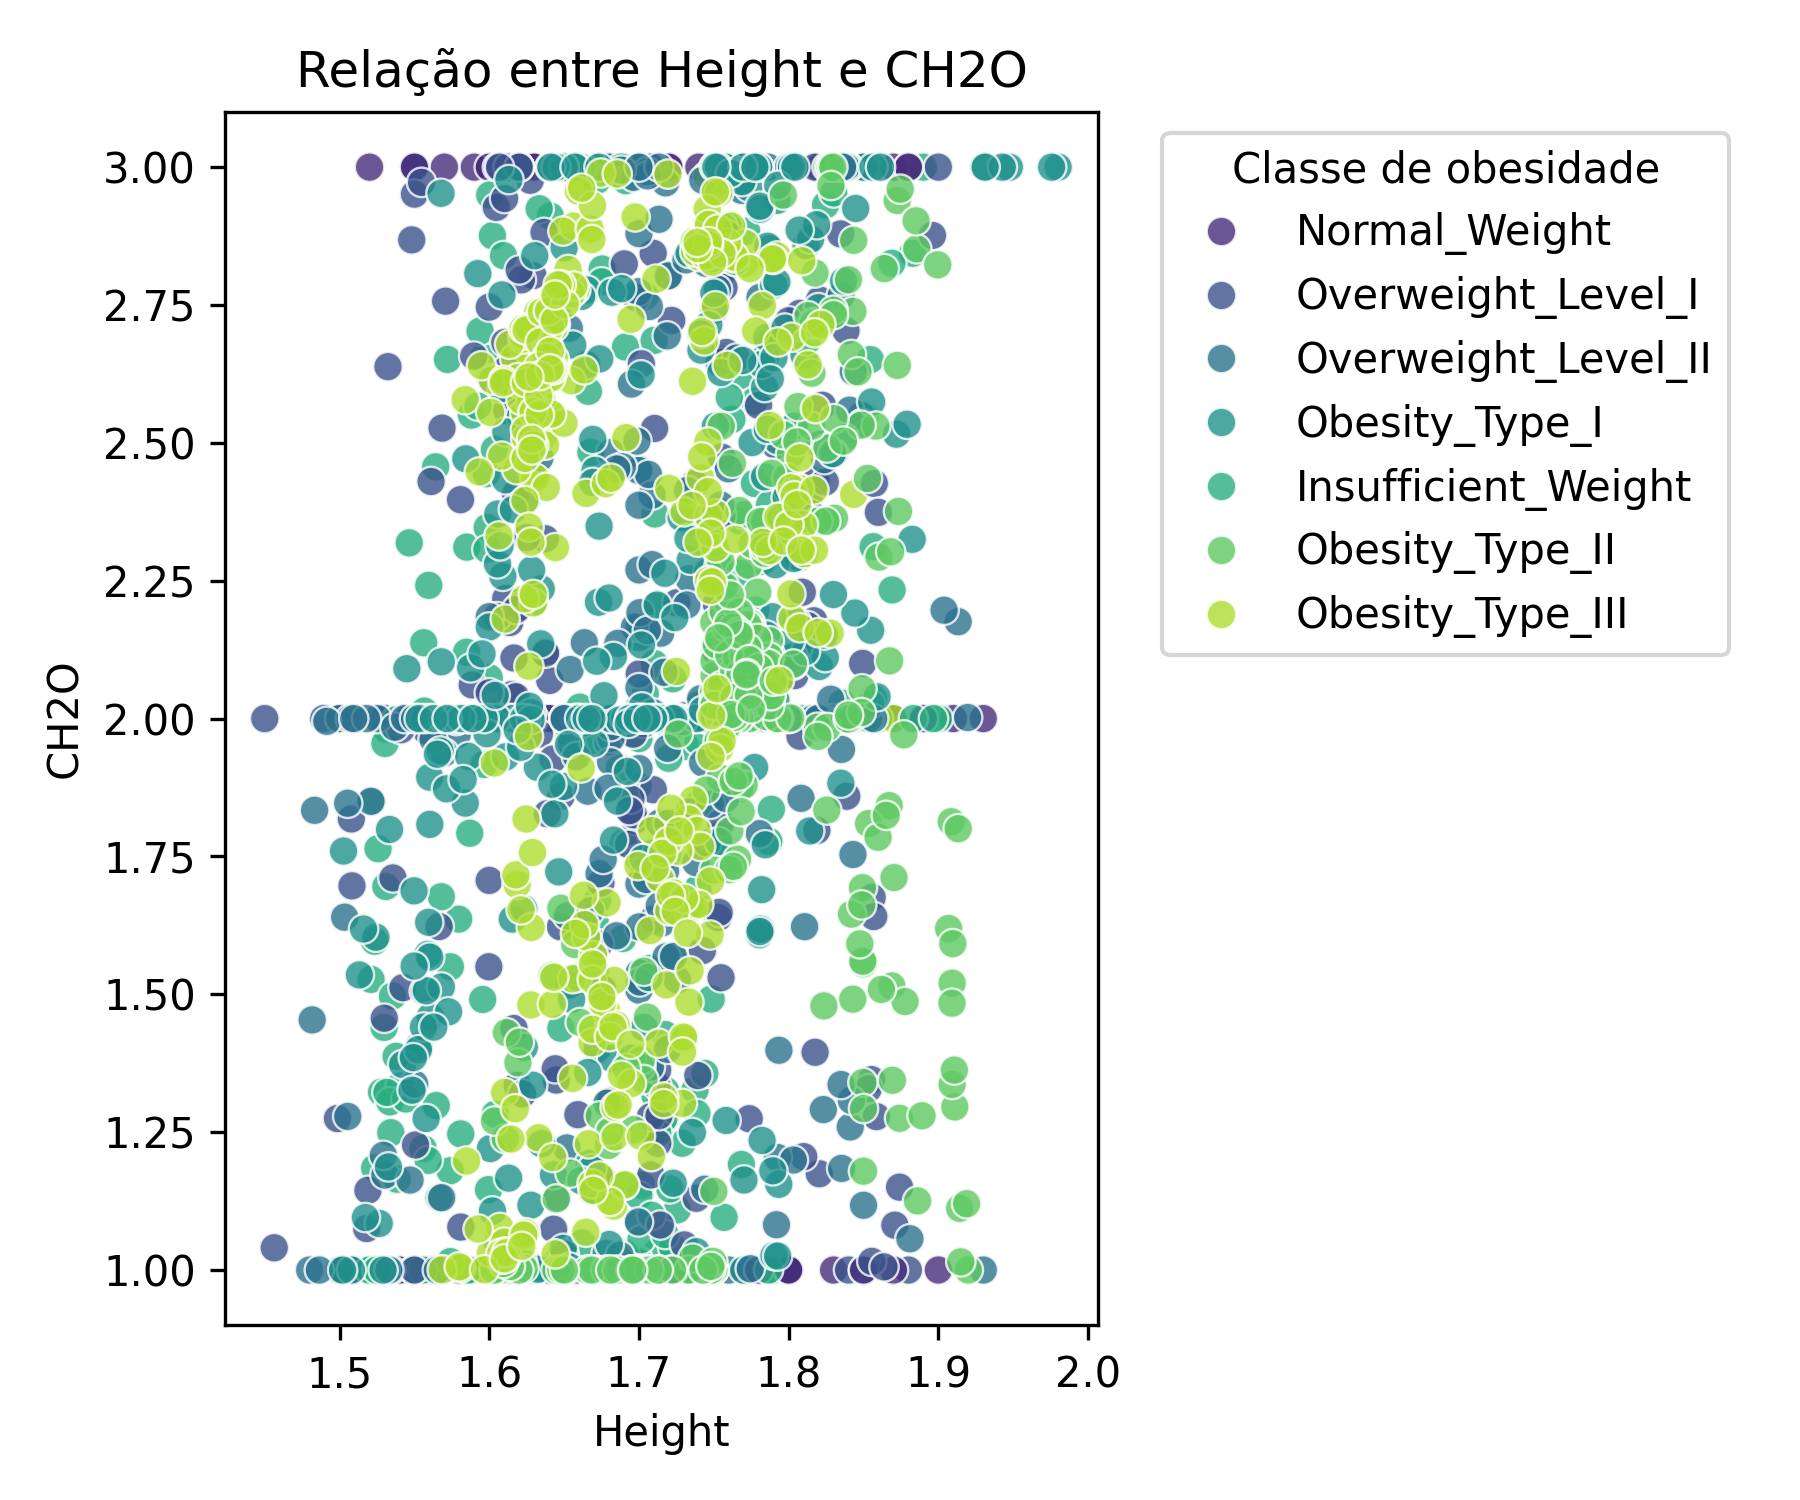 Relação entre Height e CH2O
3.00
2.75
2.50
2.25
2.00
1.75
1.50
1.25
1.00
CH2O
1.5 1.6 1.7 1.8 1.9 2.0
Height
Classe de obesidade
Normal_Weight
Overweight_Level_I
Overweight_Level_II
Obesity_Type_I
Insufficient_Weight
Obesity_Type_II
Obesity_Type_III